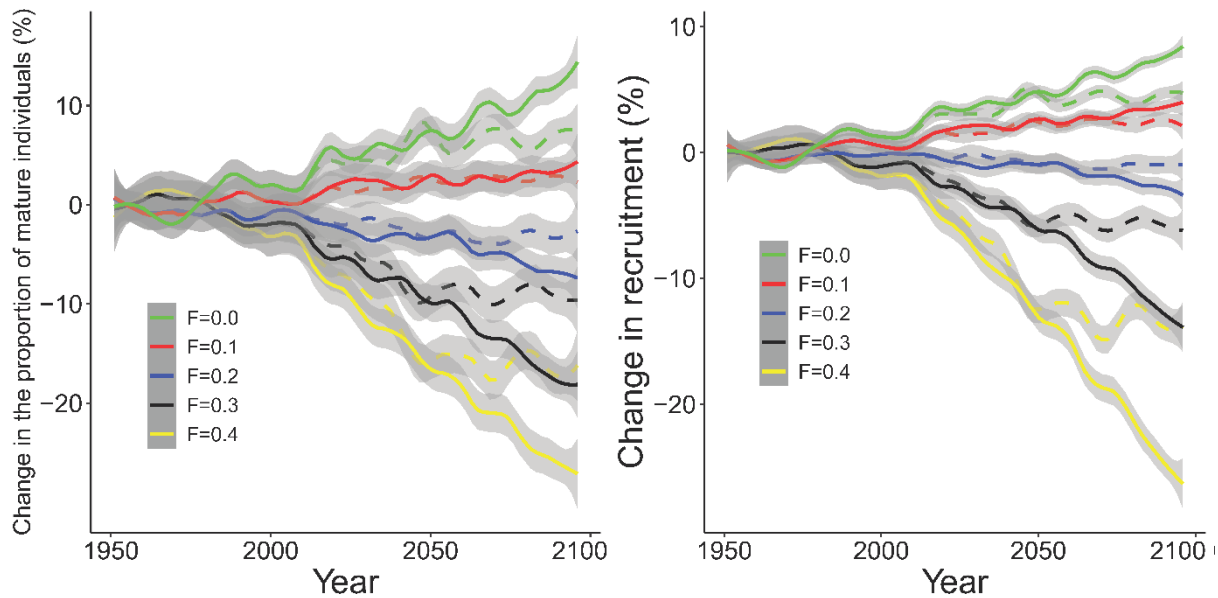 Change in the proportion of mature individuals (%)
10
0
−10
−20
F=0.0
F=0.1
F=0.2
F=0.3
F=0.4
1950
2000
2050
2100
Year
Change in recruitment (%)
10
0
−10
−20
F=0.0
F=0.1
F=0.2
F=0.3
F=0.4
1950
2000
2050
2100
Year